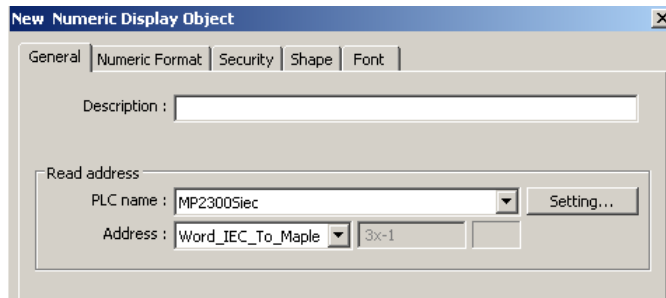 New Numeric Display Object
General Numeric Format Security Shape Font
Description :
Read address
PLC name : MP2300Siec Setting...
Address : Word_IEC_To_Maple 3x-1